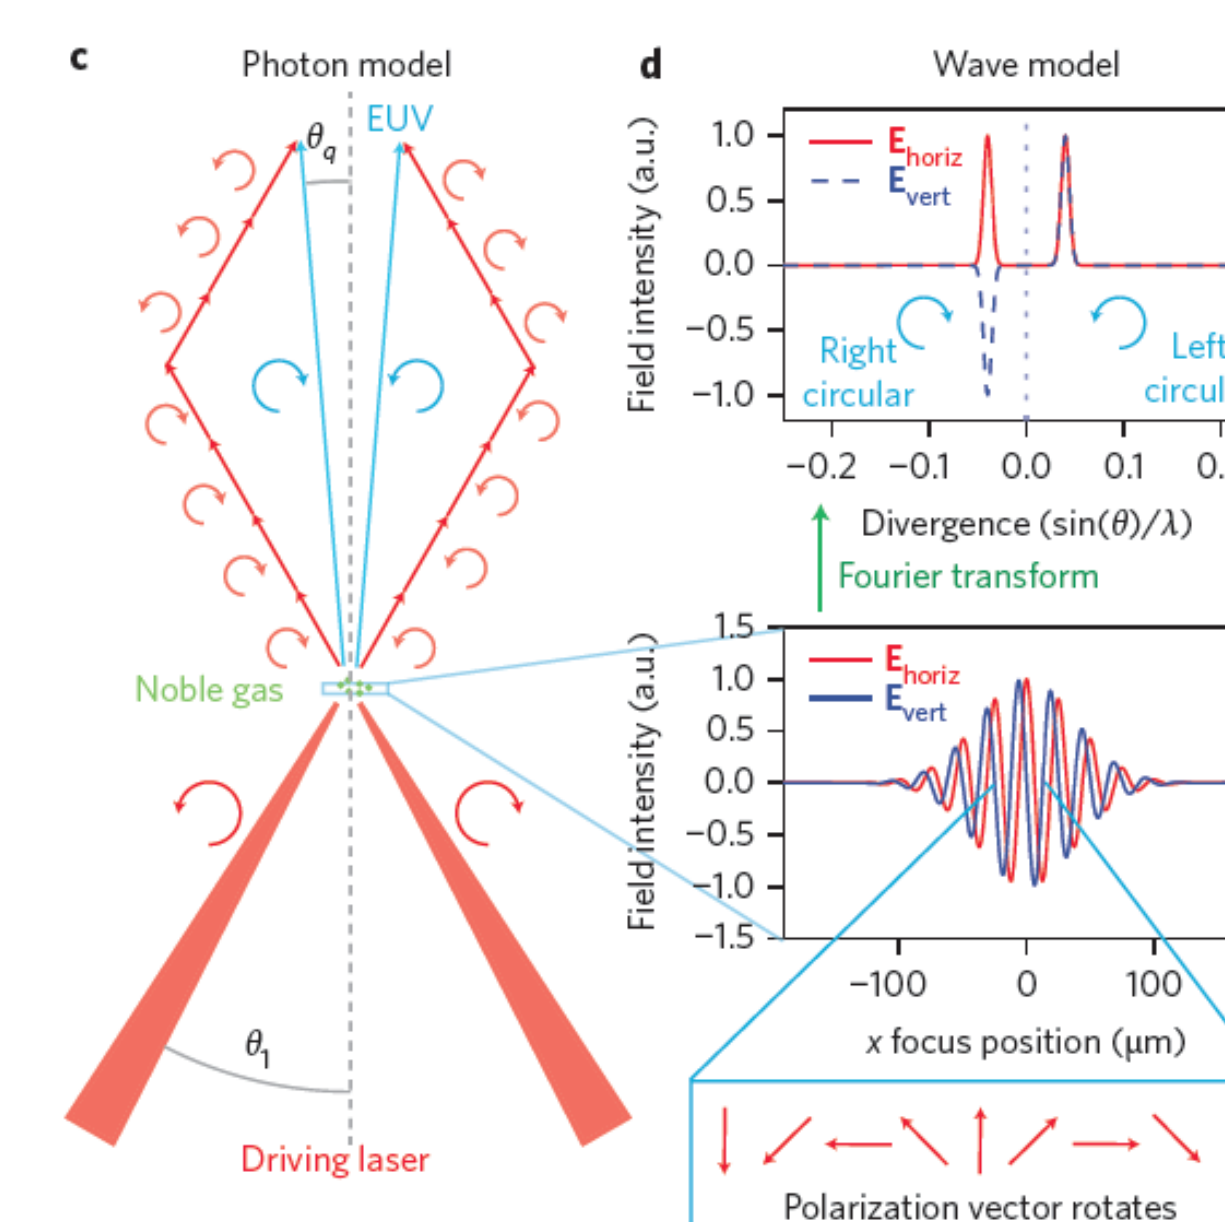 c
Photon model
θq
EUV
Noble gas
θ1
Driving laser
d
Wave model
Field intensity (a.u.)
1.0
0.5
0.0
−0.5
−1.0
Ehoriz
Evert
Right
circular
Left
circul
−0.2
−0.1
0.0
0.1
0.
Divergence (sin(θ)/λ)
Fourier transform
Field intensity (a.u.)
1.5
1.0
0.5
0.0
−0.5
−1.0
−1.5
Ehoriz
Evert
−100
0
100
x focus position (μm)
Polarization vector rotates